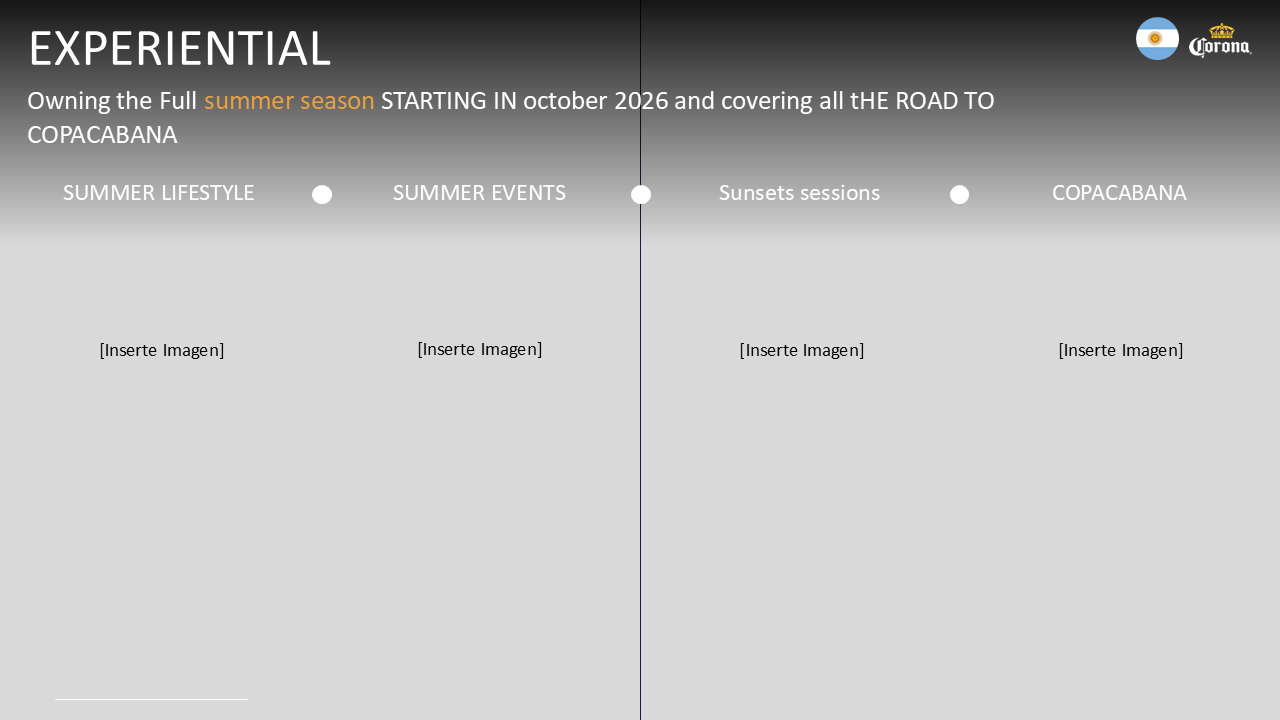 EXPERIENTIAL
Corona
Owning the Full summer season STARTING IN october 2026 and covering all tHE ROAD TO
COPACABANA
SUMMER LIFESTYLE
SUMMER EVENTS
Sunsets sessions
COPACABANA
[Inserte Imagen]
[Inserte Imagen]
[Inserte Imagen]
[Inserte Imagen]